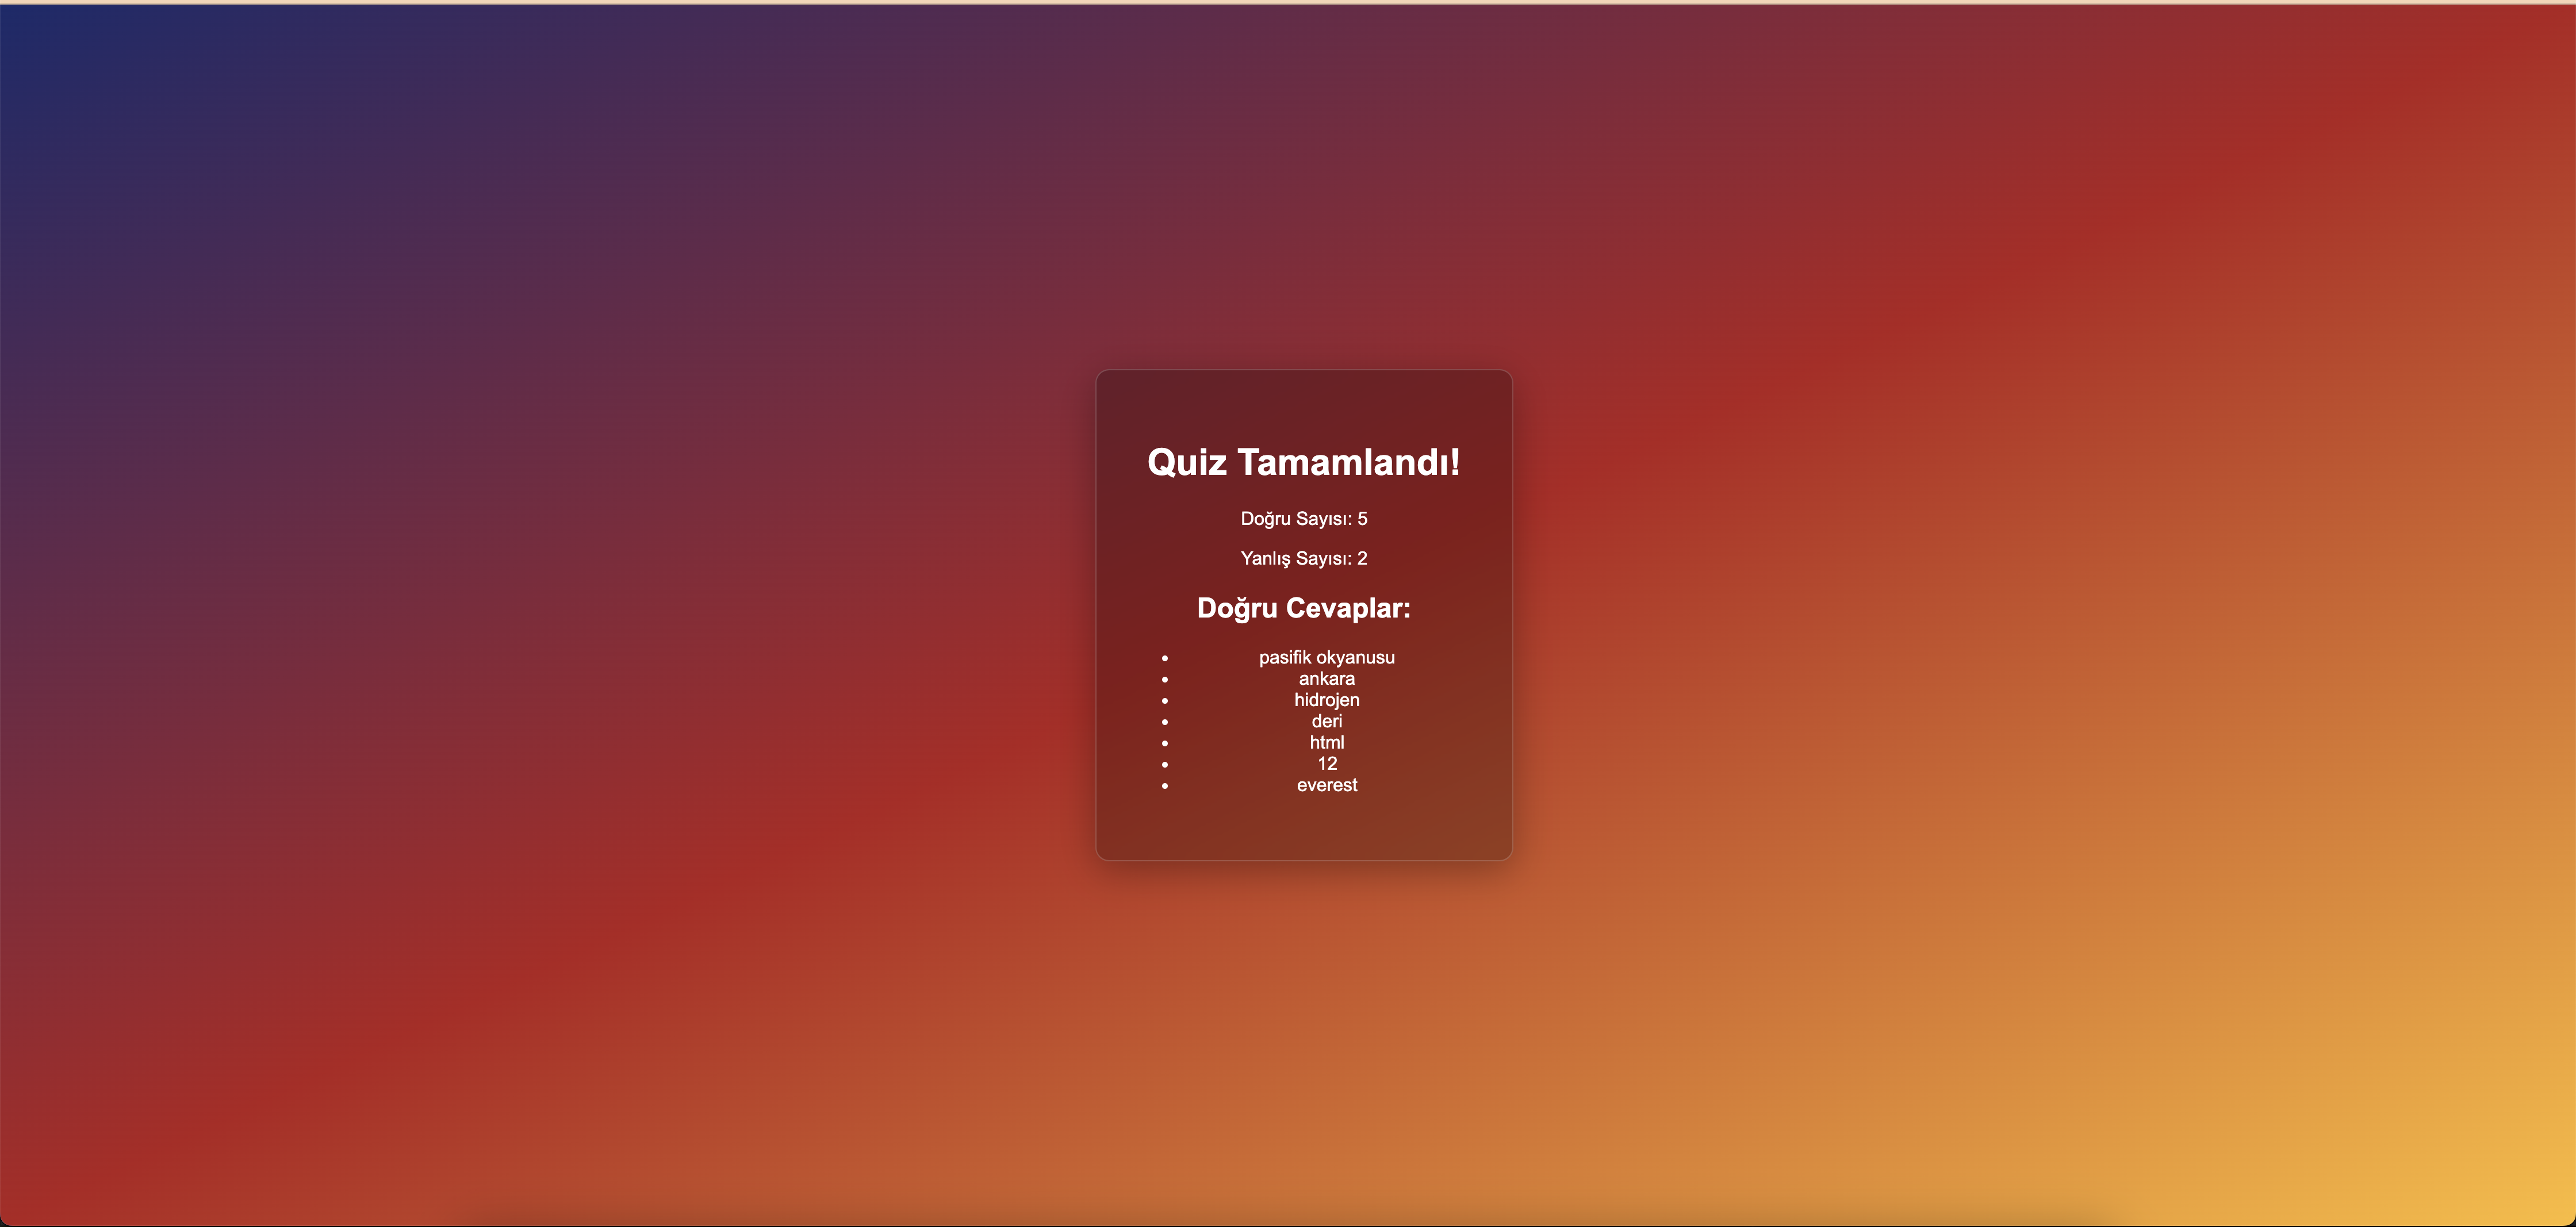 Quiz Tamamlandı!
Doğru Sayısı: 5
Yanlış Sayısı: 2
Doğru Cevaplar:
• pasifik okyanusu
• ankara
• hidrojen
• deri
• html
• 12
• everest